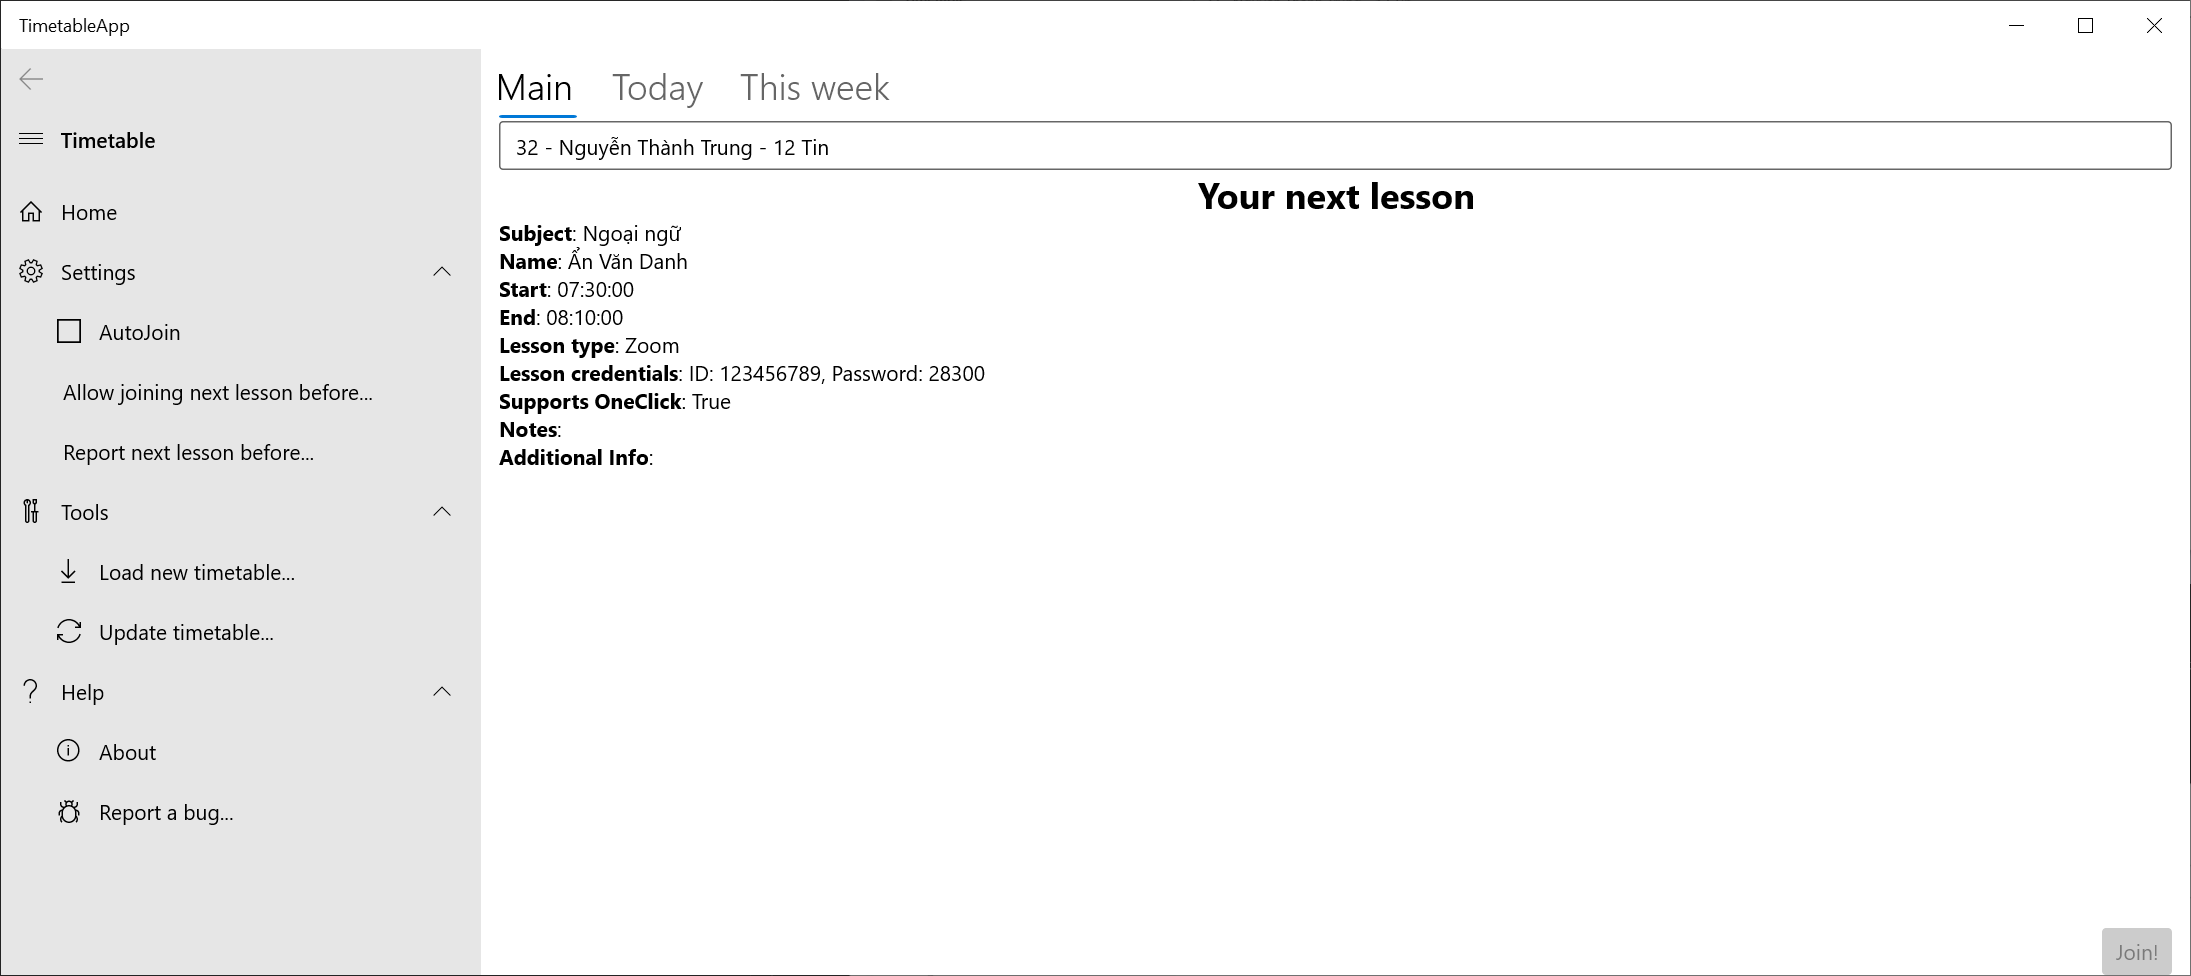 TimetableApp
Timetable
Home
Settings
AutoJoin
Allow joining next lesson before...
Report next lesson before...
Tools
Load new timetable...
Update timetable...
Help
About
Report a bug...
Main Today This week
32 - Nguyễn Thành Trung - 12 Tin
Your next lesson
Subject: Ngoại ngữ
Name: Ẩn Văn Danh
Start: 07:30:00
End: 08:10:00
Lesson type: Zoom
Lesson credentials: ID: 123456789, Password: 28300
Supports OneClick: True
Notes:
Additional Info:
Join!